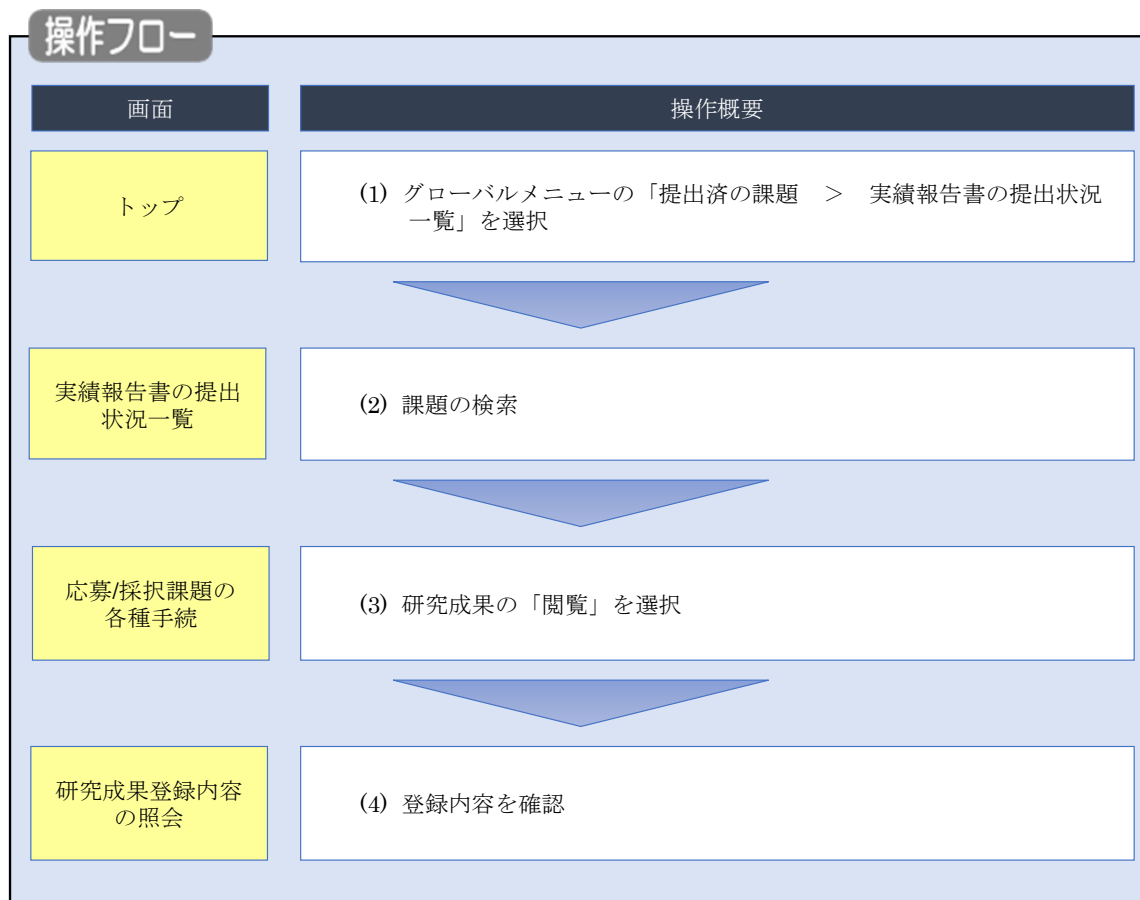 操作フロー
画面
操作概要
トップ
(1) グローバルメニューの「提出済の課題　＞　実績報告書の提出状況
一覧」を選択
実績報告書の提出
状況一覧
(2) 課題の検索
応募/採択課題の
各種手続
(3) 研究成果の「閲覧」を選択
研究成果登録内容
の照会
(4) 登録内容を確認